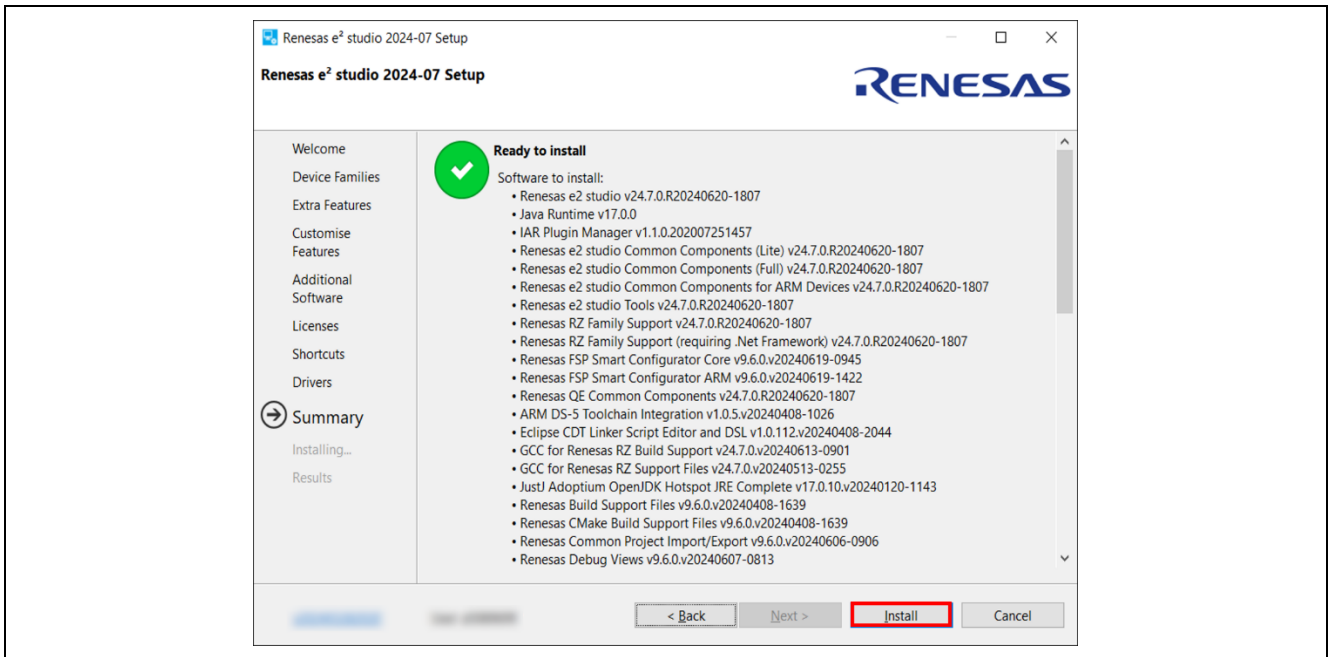 Renesas e² studio 2024-07 Setup
Renesas e² studio 2024-07 Setup
RENESAS
Welcome
Device Families
Extra Features
Customise
Features
Additional
Software
Licenses
Shortcuts
Drivers
Summary
Installing...
Results
Ready to install
Software to install:
• Renesas e2 studio v24.7.0.R20240620-1807
• Java Runtime v17.0.0
• IAR Plugin Manager v1.1.0.202007251457
• Renesas e2 studio Common Components (Lite) v24.7.0.R20240620-1807
• Renesas e2 studio Common Components (Full) v24.7.0.R20240620-1807
• Renesas e2 studio Common Components for ARM Devices v24.7.0.R20240620-1807
• Renesas e2 studio Tools v24.7.0.R20240620-1807
• Renesas RZ Family Support v24.7.0.R20240620-1807
• Renesas RZ Family Support (requiring .Net Framework) v24.7.0.R20240620-1807
• Renesas FSP Smart Configurator Core v9.6.0.v20240619-0945
• Renesas FSP Smart Configurator ARM v9.6.0.v20240619-1422
• Renesas QE Common Components v24.7.0.R20240620-1807
• ARM DS-5 Toolchain Integration v1.0.5.v20240408-1026
• Eclipse CDT Linker Script Editor and DSL v1.0.112.v20240408-2044
• GCC for Renesas RZ Build Support v24.7.0.v20240613-0901
• GCC for Renesas RZ Support Files v24.7.0.v20240513-0255
• JustJ Adoptium OpenJDK Hotspot JRE Complete v17.0.10.v20240120-1143
• Renesas Build Support Files v9.6.0.v20240408-1639
• Renesas CMake Build Support Files v9.6.0.v20240408-1639
• Renesas Common Project Import/Export v9.6.0.v20240606-0906
• Renesas Debug Views v9.6.0.v20240607-0813
< Back
Next >
Install
Cancel